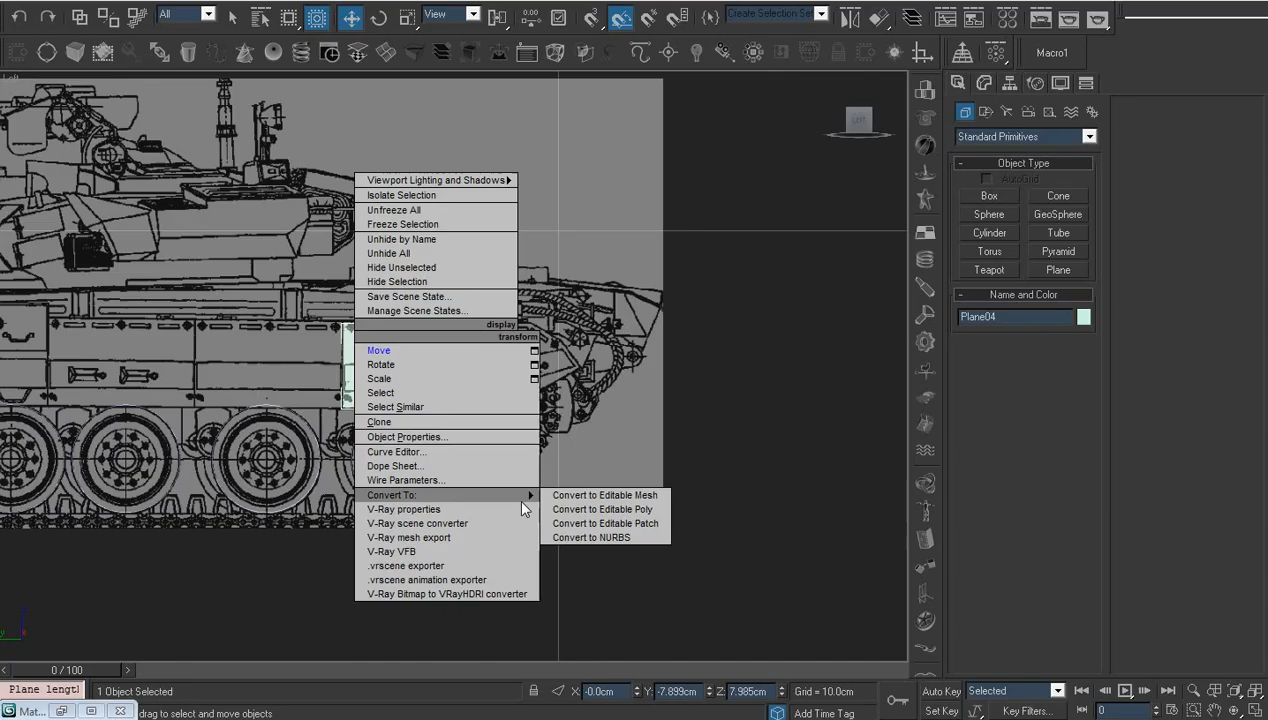 All
View
3
Create Selection Set
Macro1
Left
LEFT
Standard Primitives
Object Type
AutoGrid
Box
Cone
Sphere
GeoSphere
Cylinder
Tube
Torus
Pyramid
Teapot
Plane
Name and Color
Plane04
Viewport Lighting and Shadows
Isolate Selection
Unfreeze All
Freeze Selection
Unhide by Name
Unhide All
Hide Unselected
Hide Selection
Save Scene State...
Manage Scene States...
display
transform
Move
Rotate
Scale
Select
Select Similar
Clone
Object Properties...
Curve Editor...
Dope Sheet...
Wire Parameters...
Convert To:
Convert to Editable Mesh
Convert to Editable Poly
Convert to Editable Patch
Convert to NURBS
V-Ray properties
V-Ray scene converter
V-Ray mesh export
V-Ray VFB
.vrscene exporter
.vrscene animation exporter
V-Ray Bitmap to VRayHDRI converter
y
0 / 100
Plane lengt
1 Object Selected
X: -0.0cm
Y: -7.899cm
Z: 7.985cm
Grid = 10.0cm
Auto Key
Selected
Mat...
drag to select and move objects
Add Time Tag
Set Key
Key Filters...
0